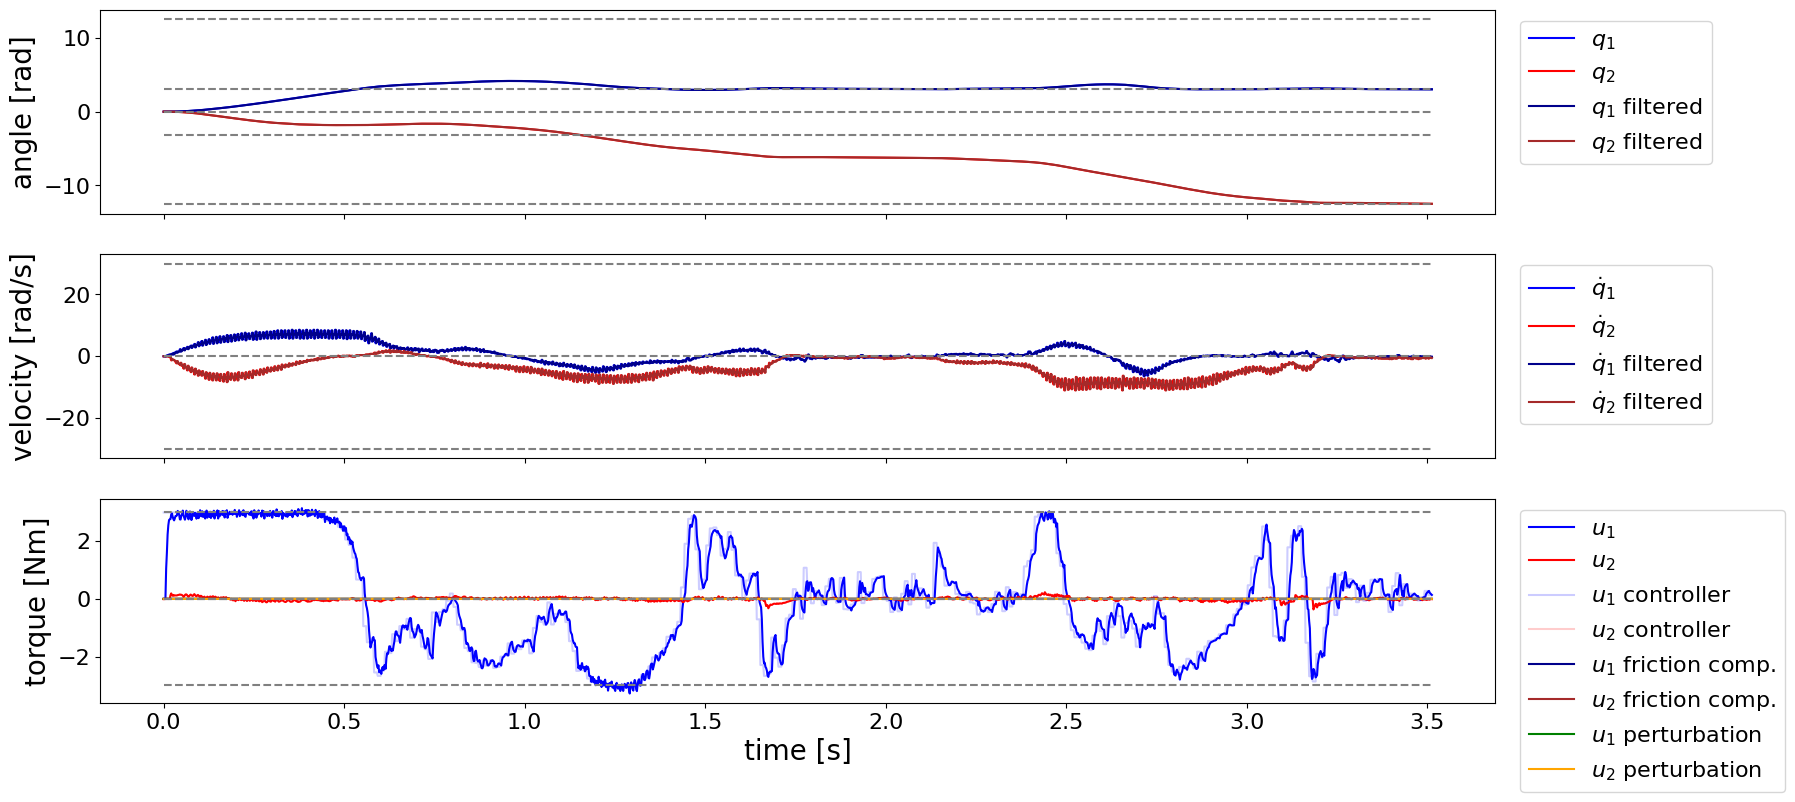 angle [rad]
10
0
−10
q₁
q₂
q₁ filtered
q₂ filtered
velocity [rad/s]
20
0
−20
q̇₁
q̇₂
q̇₁ filtered
q̇₂ filtered
torque [Nm]
2
0
−2
0.0 0.5 1.0 1.5 2.0 2.5 3.0 3.5
time [s]
u₁
u₂
u₁ controller
u₂ controller
u₁ friction comp.
u₂ friction comp.
u₁ perturbation
u₂ perturbation